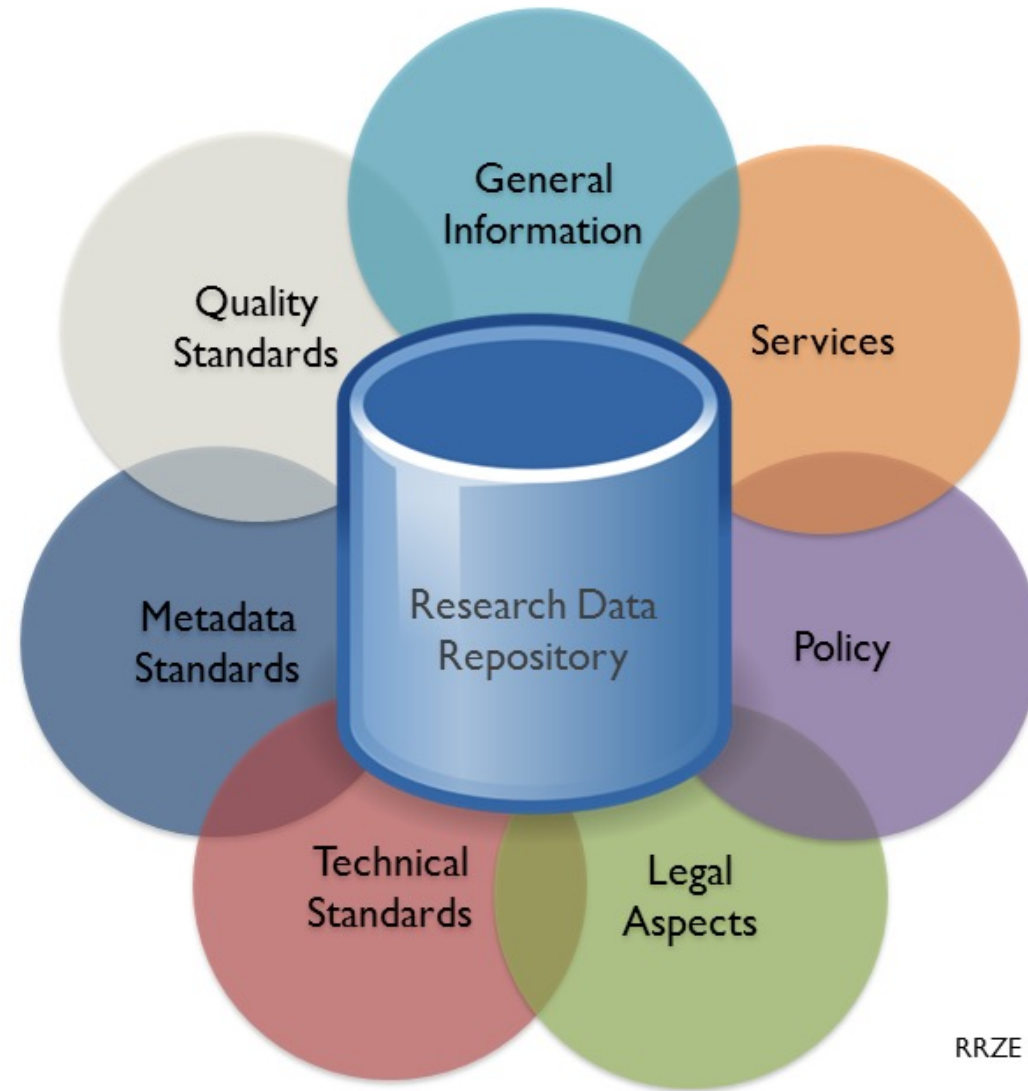 General
Information
Quality
Standards
Services
Metadata
Standards
Research Data
Repository
Policy
Technical
Standards
Legal
Aspects
RRZE